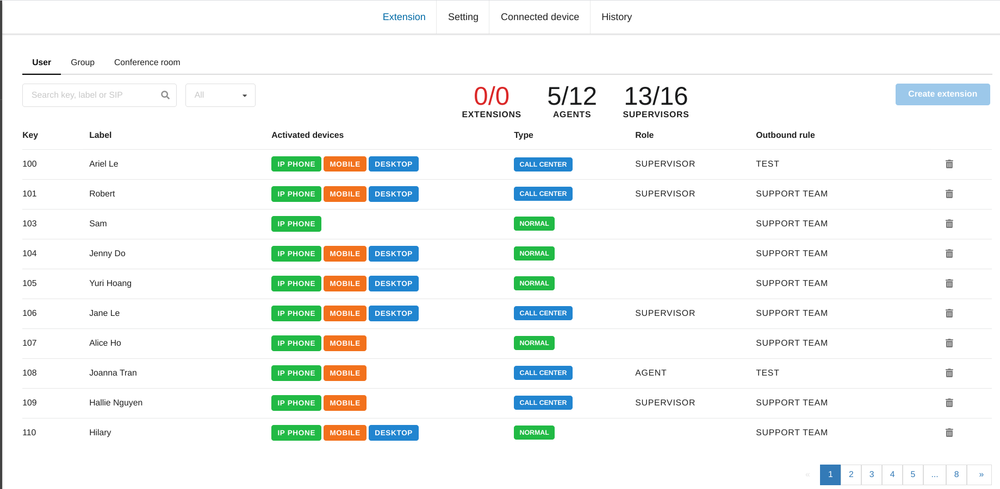 Extension Setting Connected device History
User Group Conference room
Search key, label or SIP All 0/0 5/12 13/16 Create extension
EXTENSIONS AGENTS SUPERVISORS
Key Label Activated devices Type Role Outbound rule
100 Ariel Le IP PHONE MOBILE DESKTOP CALL CENTER SUPERVISOR TEST
101 Robert IP PHONE MOBILE DESKTOP CALL CENTER SUPERVISOR SUPPORT TEAM
103 Sam IP PHONE NORMAL SUPPORT TEAM
104 Jenny Do IP PHONE MOBILE DESKTOP NORMAL SUPPORT TEAM
105 Yuri Hoang IP PHONE MOBILE DESKTOP NORMAL SUPPORT TEAM
106 Jane Le IP PHONE MOBILE DESKTOP CALL CENTER SUPERVISOR SUPPORT TEAM
107 Alice Ho IP PHONE MOBILE NORMAL SUPPORT TEAM
108 Joanna Tran IP PHONE MOBILE CALL CENTER AGENT TEST
109 Hallie Nguyen IP PHONE MOBILE CALL CENTER SUPERVISOR SUPPORT TEAM
110 Hilary IP PHONE MOBILE DESKTOP NORMAL SUPPORT TEAM
« 1 2 3 4 5 ... 8 »